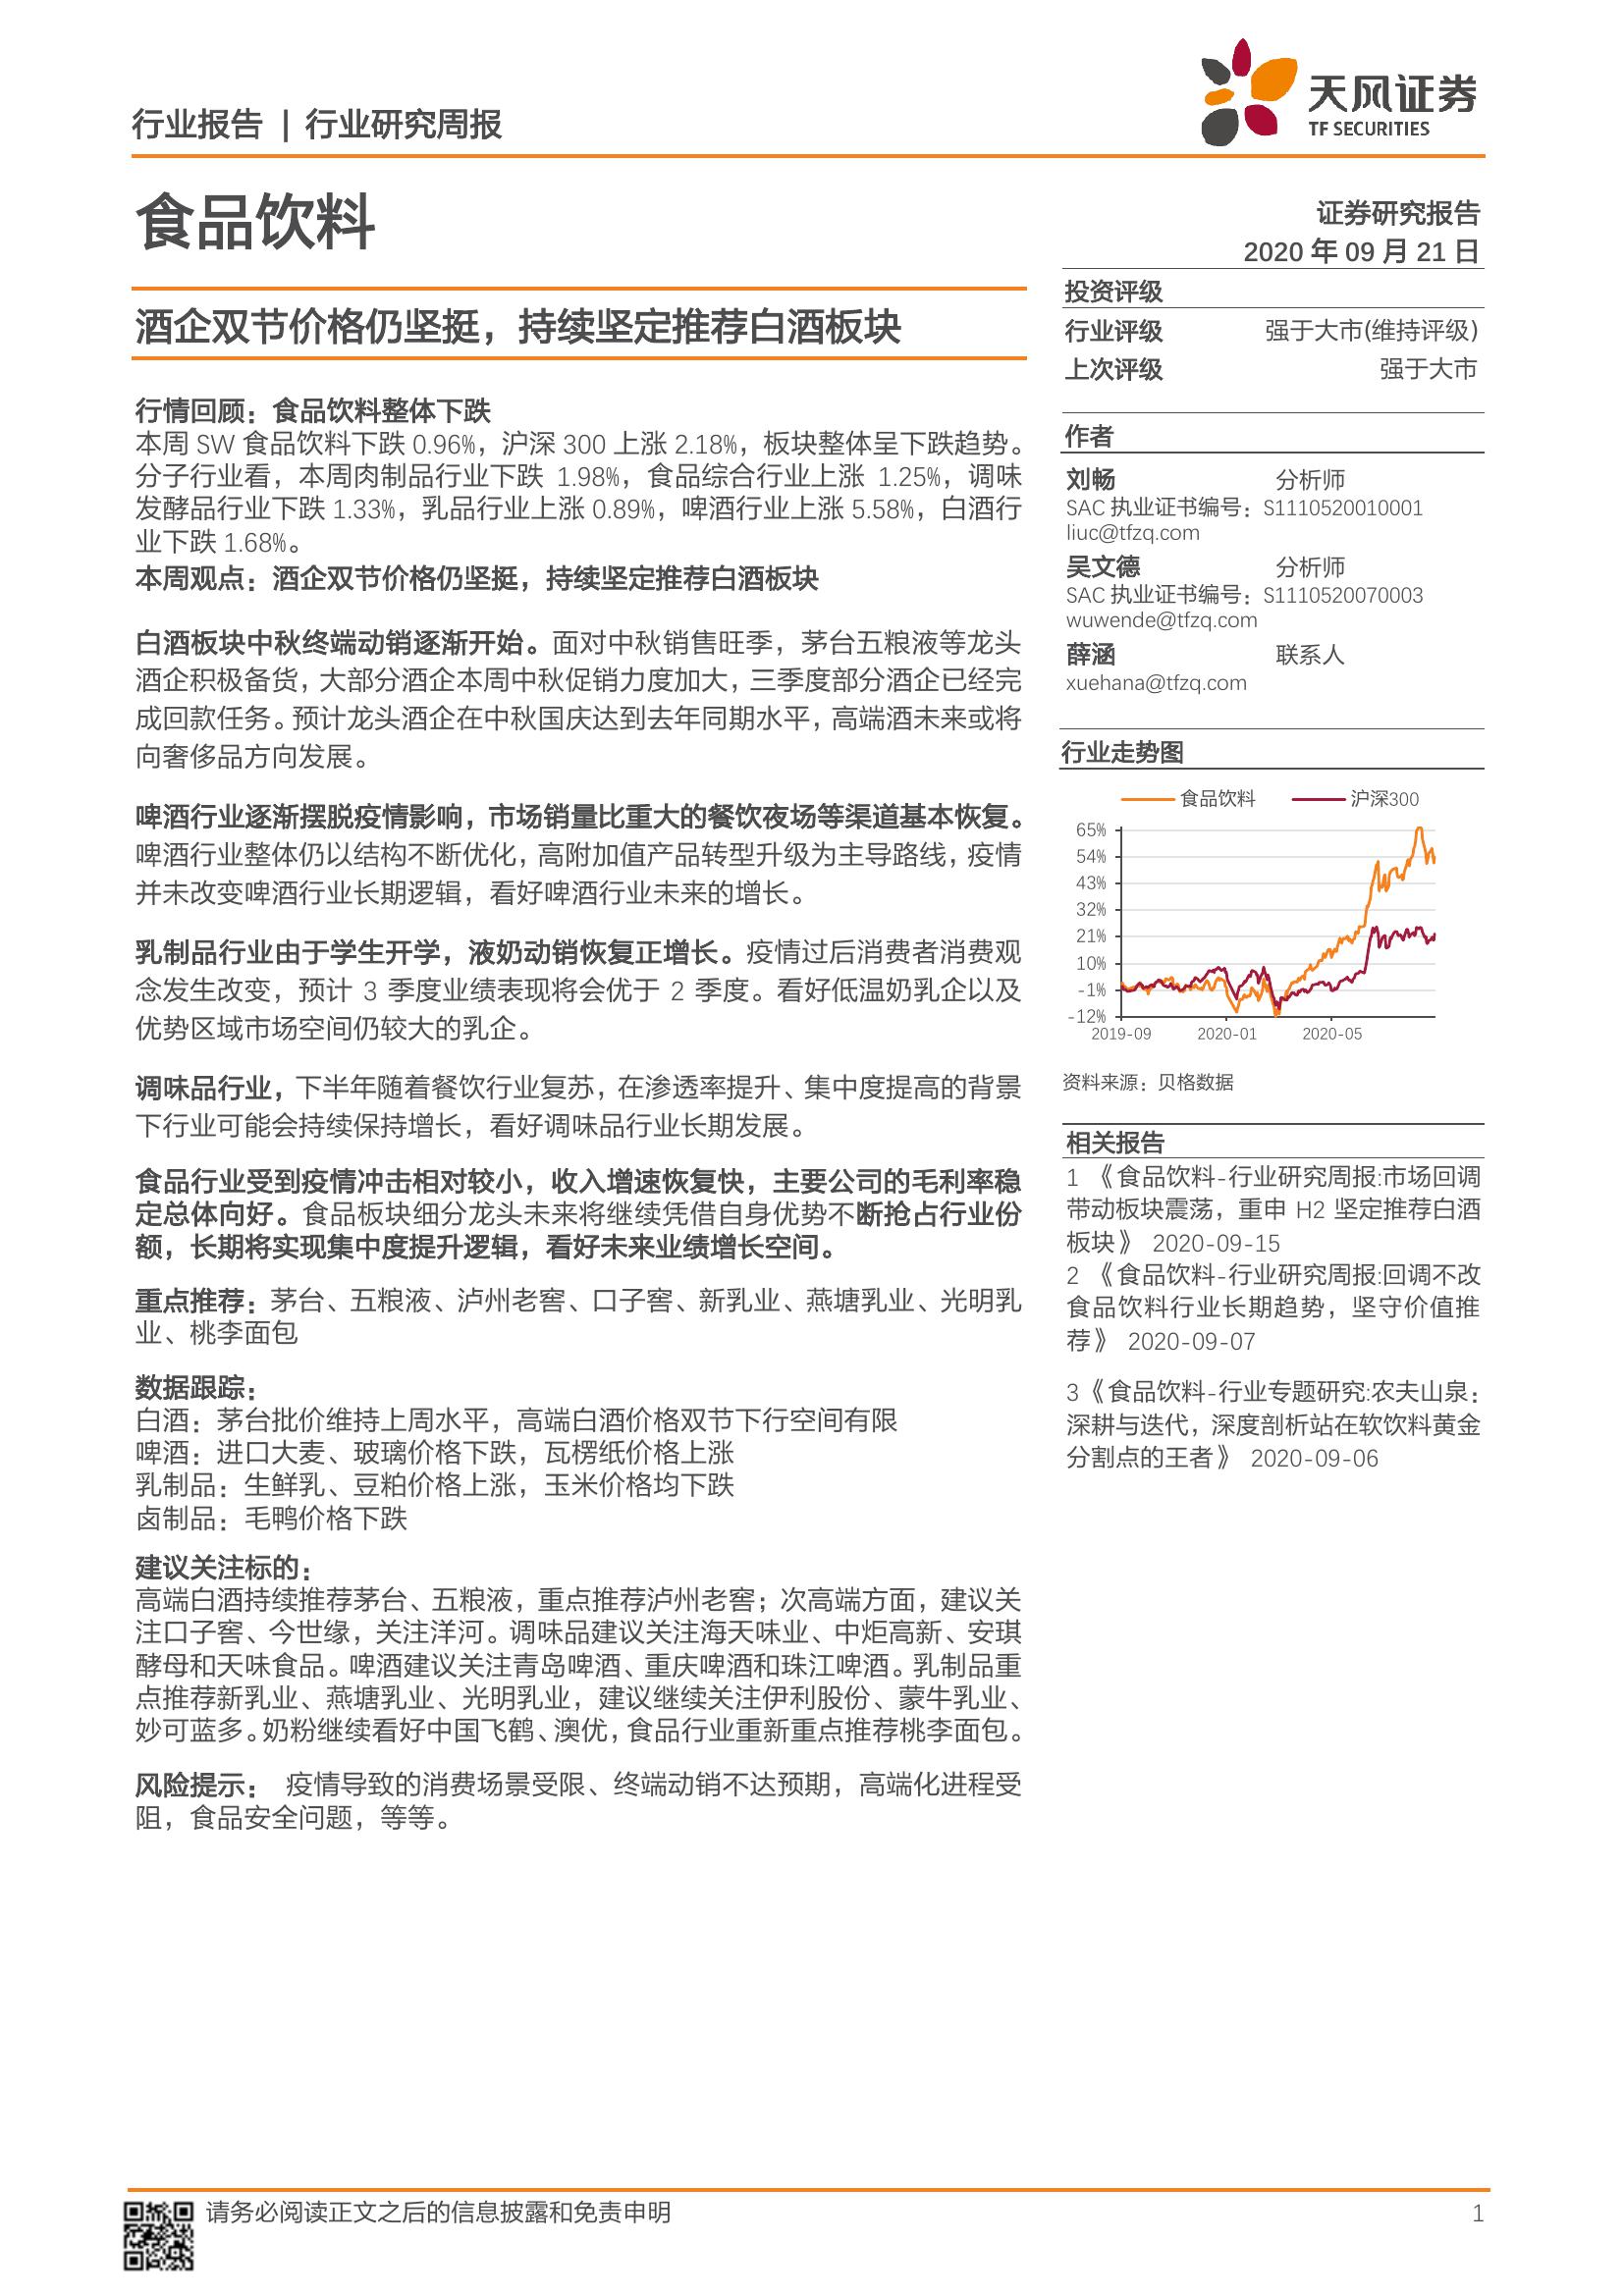 行业报告 | 行业研究周报
天风证券
TF SECURITIES
食品饮料
证券研究报告
2020 年 09 月 21 日
酒企双节价格仍坚挺，持续坚定推荐白酒板块
行情回顾：食品饮料整体下跌
本周 SW 食品饮料下跌 0.96%，沪深 300 上涨 2.18%，板块整体呈下跌趋势。
分子行业看，本周肉制品行业下跌 1.98%，食品综合行业上涨 1.25%，调味
发酵品行业下跌 1.33%，乳品行业上涨 0.89%，啤酒行业上涨 5.58%，白酒行
业下跌 1.68%。
本周观点：酒企双节价格仍坚挺，持续坚定推荐白酒板块
白酒板块中秋终端动销逐渐开始。面对中秋销售旺季，茅台五粮液等龙头
酒企积极备货，大部分酒企本周中秋促销力度加大，三季度部分酒企已经完
成回款任务。预计龙头酒企在中秋国庆达到去年同期水平，高端酒未来或将
向奢侈品方向发展。
啤酒行业逐渐摆脱疫情影响，市场销量比重大的餐饮夜场等渠道基本恢复。
啤酒行业整体仍以结构不断优化，高附加值产品转型升级为主导路线，疫情
并未改变啤酒行业长期逻辑，看好啤酒行业未来的增长。
乳制品行业由于学生开学，液奶动销恢复正增长。疫情过后消费者消费观
念发生改变，预计 3 季度业绩表现将会优于 2 季度。看好低温奶乳企以及
优势区域市场空间仍较大的乳企。
调味品行业，下半年随着餐饮行业复苏，在渗透率提升、集中度提高的背景
下行业可能会持续保持增长，看好调味品行业长期发展。
食品行业受到疫情冲击相对较小，收入增速恢复快，主要公司的毛利率稳
定总体向好。食品板块细分龙头未来将继续凭借自身优势不断抢占行业份
额，长期将实现集中度提升逻辑，看好未来业绩增长空间。
重点推荐：茅台、五粮液、泸州老窖、口子窖、新乳业、燕塘乳业、光明乳
业、桃李面包
数据跟踪：
白酒：茅台批价维持上周水平，高端白酒价格双节下行空间有限
啤酒：进口大麦、玻璃价格下跌，瓦楞纸价格上涨
乳制品：生鲜乳、豆粕价格上涨，玉米价格均下跌
卤制品：毛鸭价格下跌
建议关注标的：
高端白酒持续推荐茅台、五粮液，重点推荐泸州老窖；次高端方面，建议关
注口子窖、今世缘，关注洋河。调味品建议关注海天味业、中炬高新、安琪
酵母和天味食品。啤酒建议关注青岛啤酒、重庆啤酒和珠江啤酒。乳制品重
点推荐新乳业、燕塘乳业、光明乳业，建议继续关注伊利股份、蒙牛乳业、
妙可蓝多。奶粉继续看好中国飞鹤、澳优，食品行业重新重点推荐桃李面包。
风险提示： 疫情导致的消费场景受限、终端动销不达预期，高端化进程受
阻，食品安全问题，等等。
投资评级
行业评级 强于大市(维持评级)
上次评级 强于大市
作者
刘畅 分析师
SAC 执业证书编号：S1110520010001
liuc@tfzq.com
吴文德 分析师
SAC 执业证书编号：S1110520070003
wuwende@tfzq.com
薛涵 联系人
xuehana@tfzq.com
行业走势图
食品饮料 沪深300
65%
54%
43%
32%
21%
10%
-1%
-12%
2019-09 2020-01 2020-05
资料来源：贝格数据
相关报告
1 《食品饮料-行业研究周报:市场回调
带动板块震荡，重申 H2 坚定推荐白酒
板块》 2020-09-15
2 《食品饮料-行业研究周报:回调不改
食品饮料行业长期趋势，坚守价值推
荐》 2020-09-07
3《食品饮料-行业专题研究:农夫山泉：
深耕与迭代，深度剖析站在软饮料黄金
分割点的王者》 2020-09-06
请务必阅读正文之后的信息披露和免责申明
1